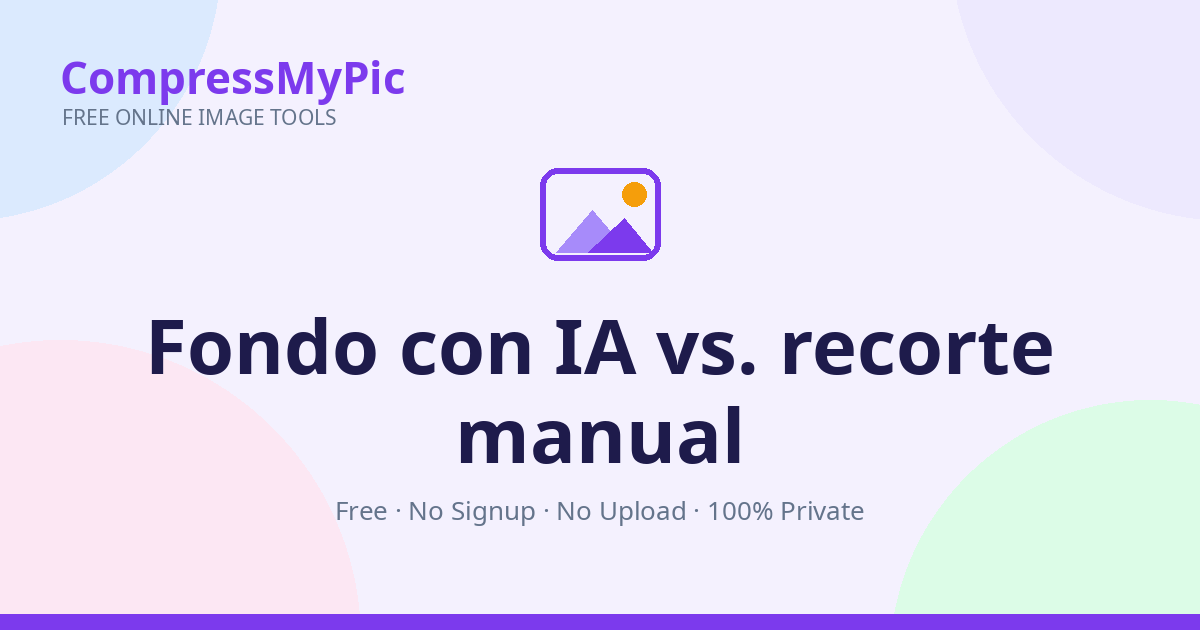 CompressMyPic
FREE ONLINE IMAGE TOOLS
Fondo con IA vs. recorte
manual
Free · No Signup · No Upload · 100% Private